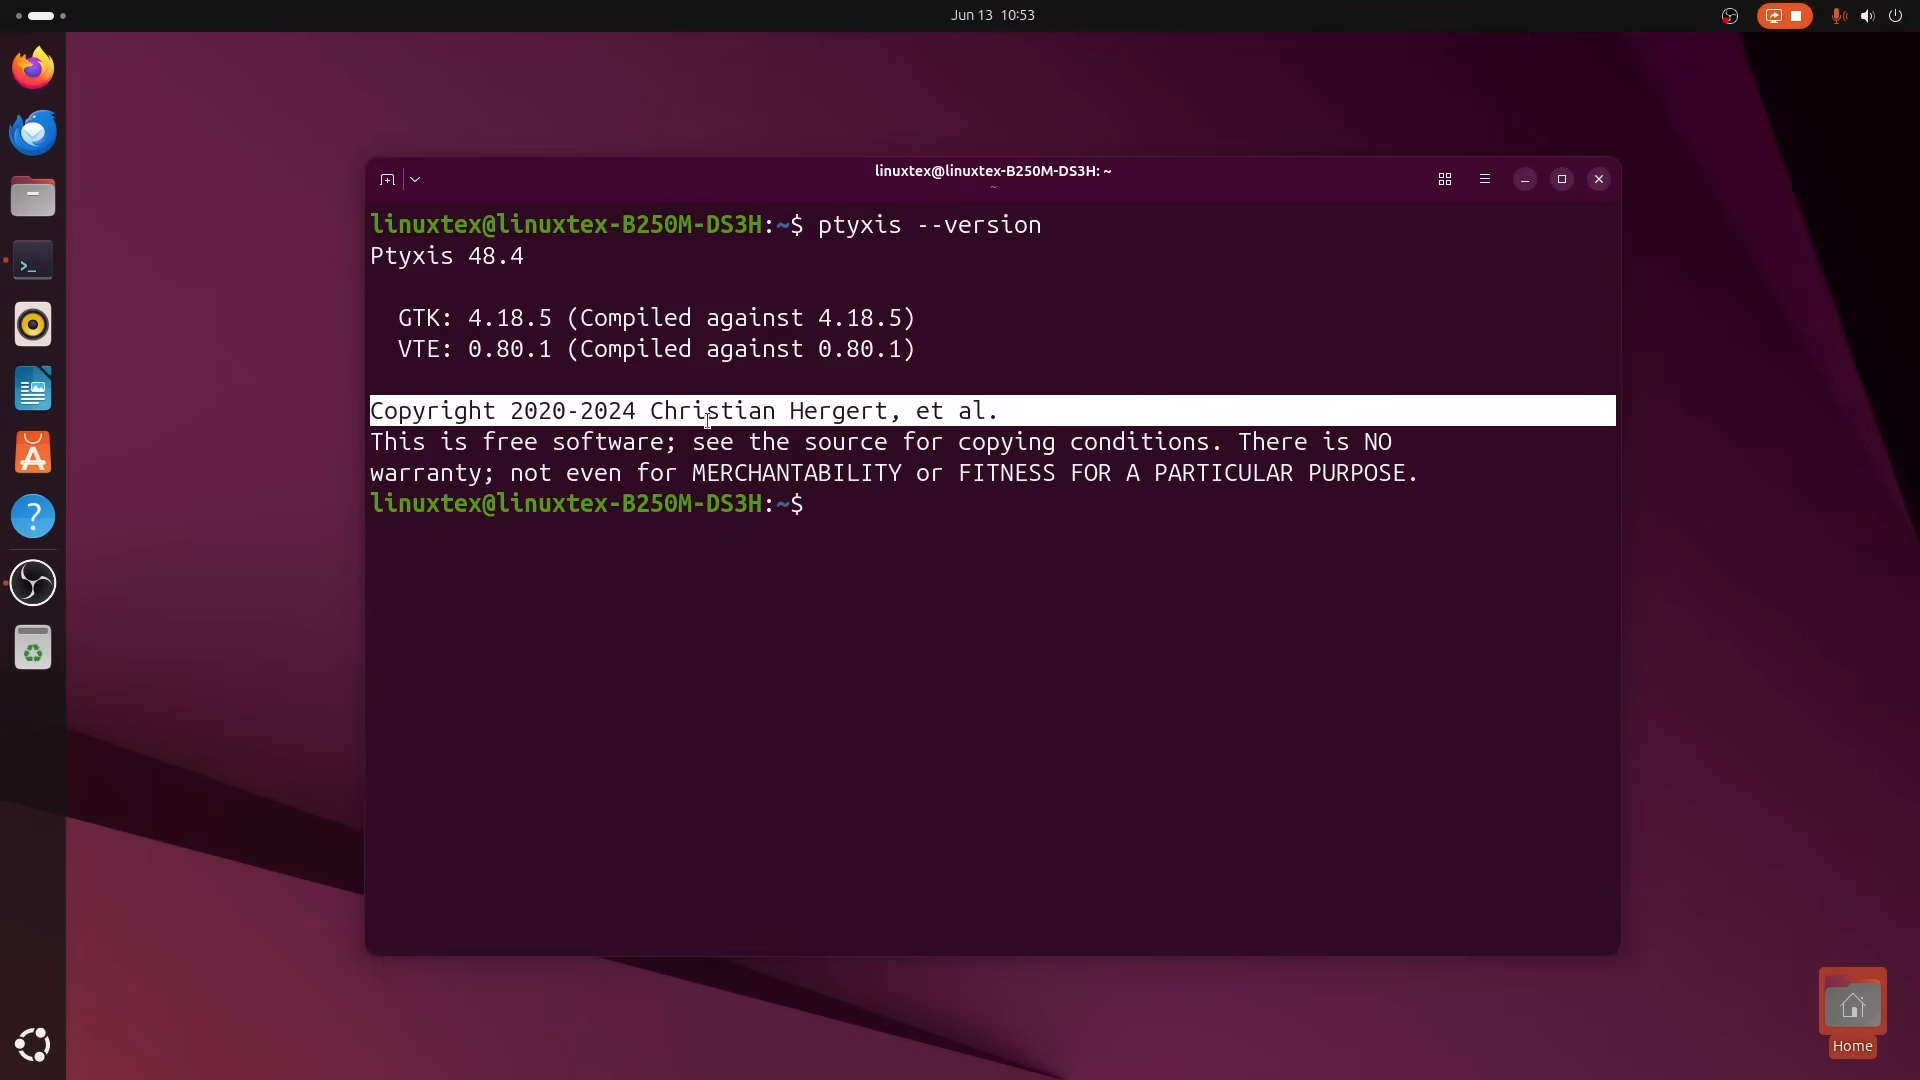 Jun 13 10:53
linuxtex@linuxtex-B250M-DS3H: ~
~
linuxtex@linuxtex-B250M-DS3H:~$ ptyxis --version
Ptyxis 48.4
GTK: 4.18.5 (Compiled against 4.18.5)
VTE: 0.80.1 (Compiled against 0.80.1)
Copyright 2020-2024 Christian Hergert, et al.
This is free software; see the source for copying conditions. There is NO
warranty; not even for MERCHANTABILITY or FITNESS FOR A PARTICULAR PURPOSE.
linuxtex@linuxtex-B250M-DS3H:~$
Home